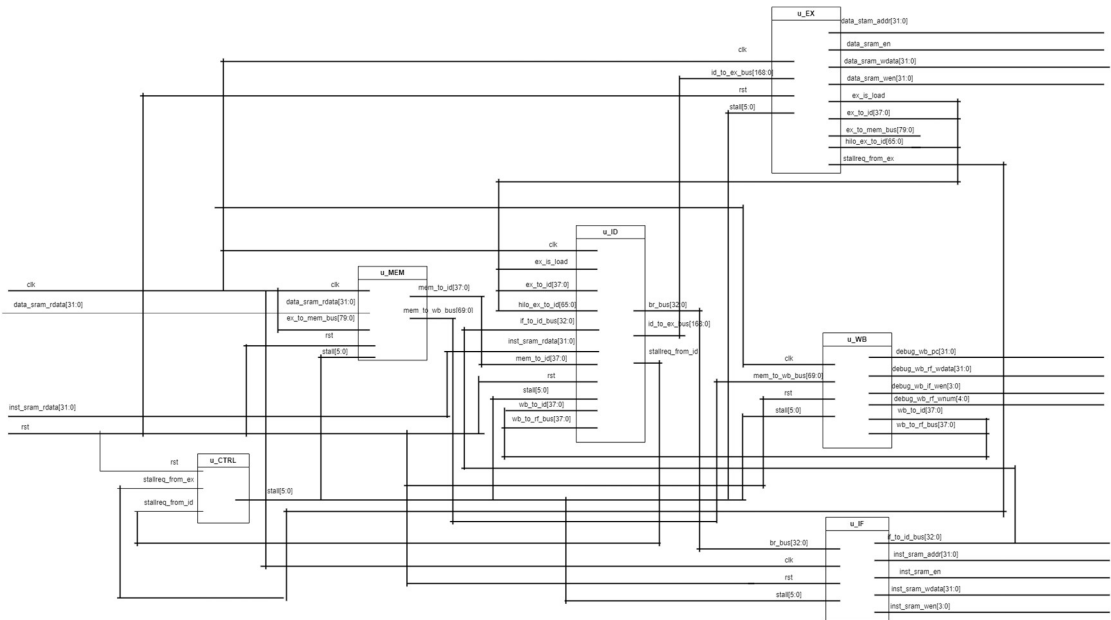 u_EX
data_stam_addr[31:0]
clk
data_sram_en
data_sram_wdata[31:0]
id_to_ex_bus[168:0]
data_sram_wen[31:0]
rst
ex_is_load
stall[5:0]
ex_to_id[37:0]
ex_to_mem_bus[79:0]
hilo_ex_to_id[65:0]
stallreq_from_ex
u_ID
clk
ex_is_load
ex_to_id[37:0]
hilo_ex_to_id[65:0]
if_to_id_bus[32:0]
inst_sram_rdata[31:0]
mem_to_id[37:0]
rst
stall[5:0]
wb_to_id[37:0]
wb_to_rf_bus[37:0]
br_bus[32:0]
id_to_ex_bus[168:0]
stallreq_from_id
u_MEM
clk
data_sram_rdata[31:0]
ex_to_mem_bus[79:0]
rst
stall[5:0]
mem_to_id[37:0]
mem_to_wb_bus[69:0]
clk
data_sram_rdata[31:0]
inst_sram_rdata[31:0]
rst
u_WB
clk
mem_to_wb_bus[69:0]
rst
stall[5:0]
debug_wb_pc[31:0]
debug_wb_rf_wdata[31:0]
debug_wb_if_wen[3:0]
debug_wb_rf_wnum[4:0]
wb_to_id[37:0]
wb_to_rf_bus[37:0]
u_CTRL
rst
stallreq_from_ex
stallreq_from_id
stall[5:0]
u_IF
br_bus[32:0]
clk
rst
stall[5:0]
if_to_id_bus[32:0]
inst_sram_addr[31:0]
inst_sram_en
inst_sram_wdata[31:0]
inst_sram_wen[3:0]